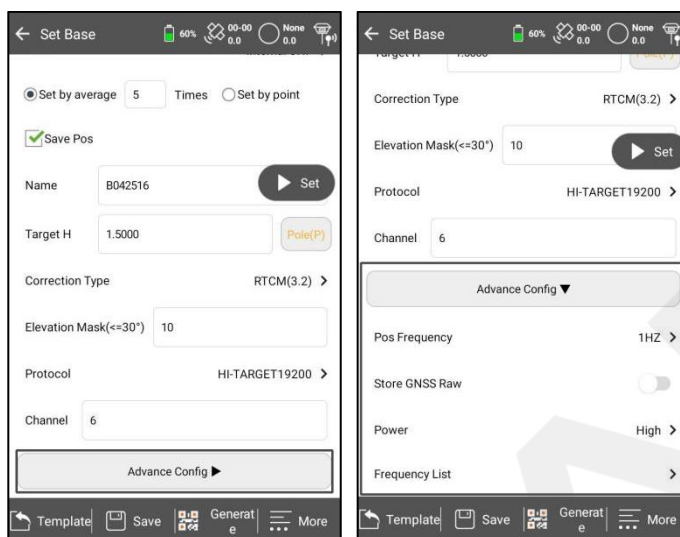 Set Base
60%
00-00
0.0
None
0.0
Set by average 5 Times Set by point
Save Pos
Name B042516
Set
Target H 1.5000 Pole(P)
Correction Type RTCM(3.2)
Elevation Mask(<=30°) 10
Protocol HI-TARGET19200
Channel 6
Advance Config ▶
Template Save Generat
e
More
Set Base
60%
00-00
0.0
None
0.0
Target H 1.5000 Pole(P)
Correction Type RTCM(3.2)
Elevation Mask(<=30°) 10
Set
Protocol HI-TARGET19200
Channel 6
Advance Config ▼
Pos Frequency 1HZ
Store GNSS Raw
Power High
Frequency List
Template Save Generat
e
More